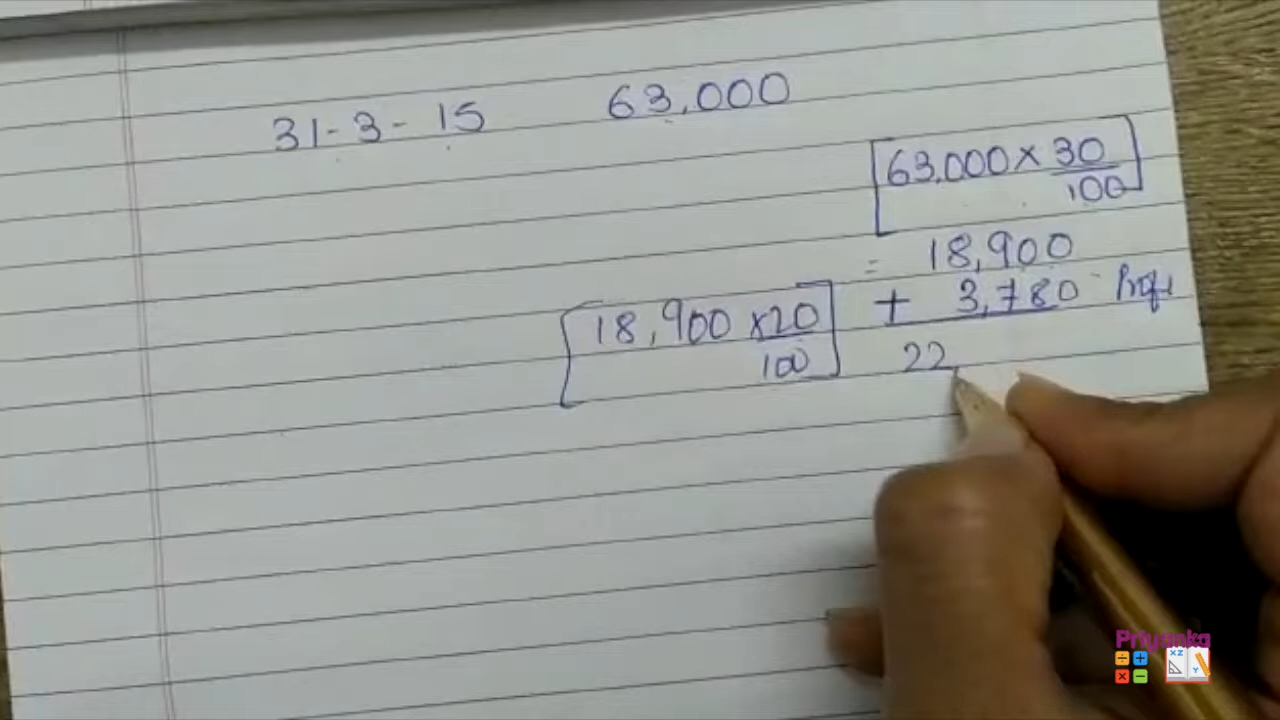 31-3-15 63,000
[63,000 × 30/100]
= 18,900
[18,900 × 20/100] + 3,780 Profi
22,
Priyanka